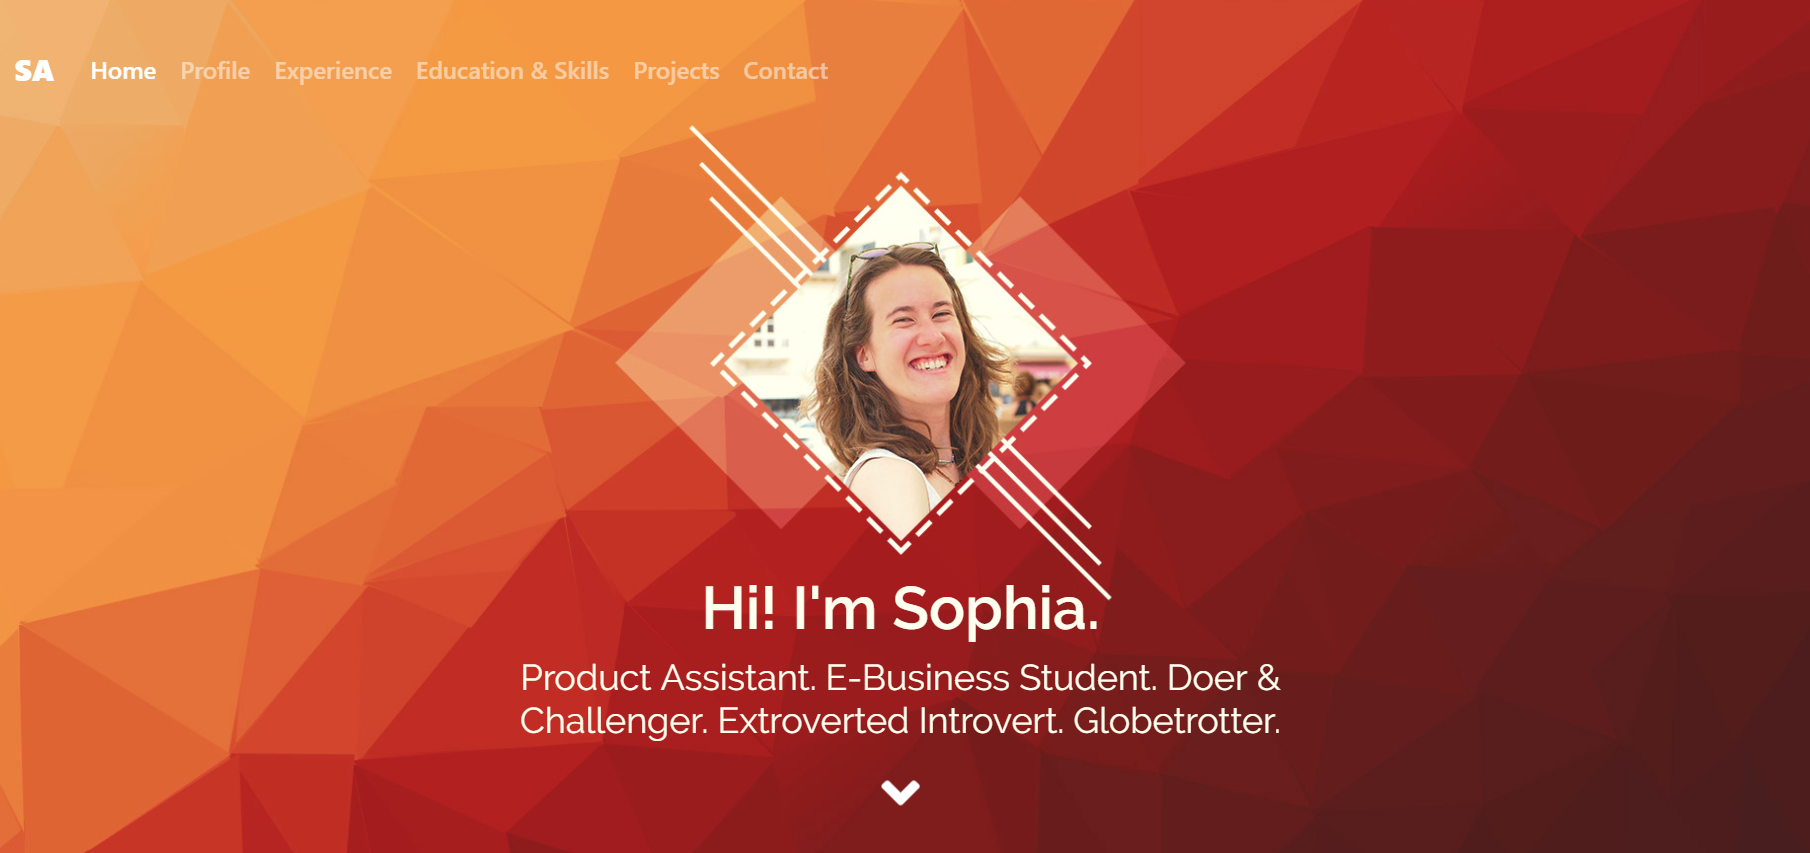 SA Home Profile Experience Education & Skills Projects Contact
Hi! I'm Sophia.
Product Assistant. E-Business Student. Doer &
Challenger. Extroverted Introvert. Globetrotter.